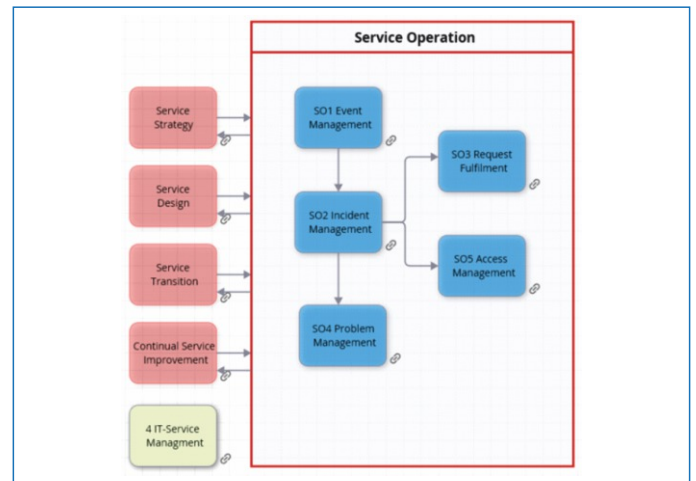 Service Operation
Service
Strategy
SO1 Event
Management
SO3 Request
Fulfilment
Service
Design
SO2 Incident
Management
SO5 Access
Management
Service
Transition
SO4 Problem
Management
Continual Service
Improvement
4 IT-Service
Managment